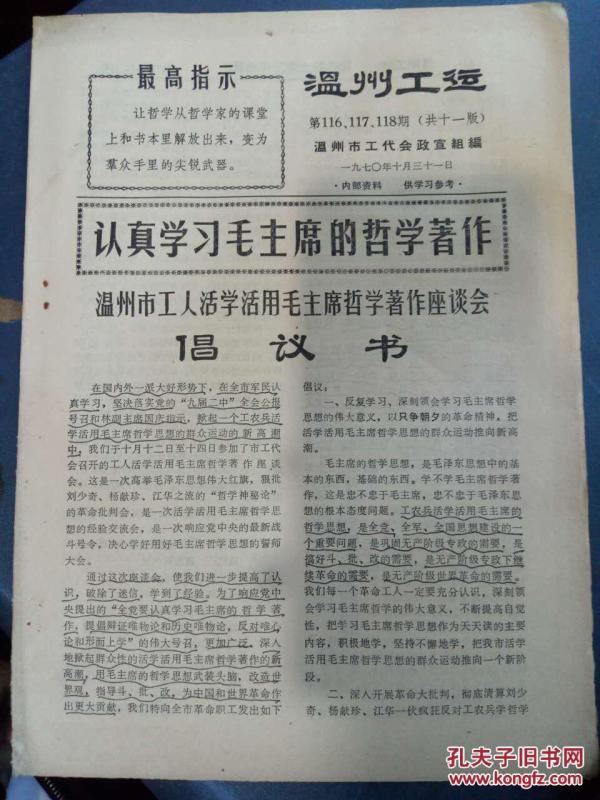 最高指示
让哲学从哲学家的课堂
上和书本里解放出来，变为
羣众手里的尖锐武器。
温州工运
第116、117、118期（共十一版）
温州市工代会政宣組編
一九七〇年十月三十一日
·内部资料 供学习参考·
认真学习毛主席的哲学著作
温州市工人活学活用毛主席哲学著作座谈会
倡议书
在国内外一派大好形势下，在全市军民认
真学习，坚决落实党的“九届二中”全会公报
号召和林副主席国庆指示，掀起一个工农兵活
学活用毛主席哲学思想的群众运动的新高潮
中，我们于十月十二日至十四日参加了市工代
会召开的工人活学活用毛主席哲学著作座谈
会。这是一次高举毛泽东思想伟大红旗，狠批
刘少奇、杨献珍、江华之流的“哲学神秘论”
的革命批判会，是一次活学活用毛主席哲学思
想的经验交流会，是一次响应党中央的最新战
斗号令，决心学好用好毛主席哲学思想的誓师
大会。
通过这次座谈会，使我们进一步提高了认
识，破除了迷信，学到了经验。为了响应党中
央提出的“全党要认真学习毛主席的哲学著
作，提倡辩证唯物论和历史唯物论，反对唯心
论和形而上学”的伟大号召，更加广泛、深入
地掀起群众性的活学活用毛主席哲学著作的新
高潮，用毛主席的哲学思想武装头脑，改造世
界观，指导斗、批、改，为中国和世界革命作
出更大贡献，我们特向全市革命职工发出如下
倡议：
一、反复学习、深刻领会学习毛主席哲学
思想的伟大意义，以只争朝夕的革命精神。把
活学活用毛主席哲学思想的群众运动推向新高
潮。
毛主席的哲学思想，是毛泽东思想中的基
本的东西，基础的东西。学不学毛主席哲学著
作，这是忠不忠于毛主席，忠不忠于毛泽东思
想的根本态度问题。工农兵活学活用毛主席的
哲学思想，是全党、全军、全国思想建设的一
个重要问题，是巩固无产阶级专政的需要，是
搞好斗、批、改的需要，是无产阶级专政下继
续革命的需要，是无产阶级世界革命的需要。
我们每一个革命工人一定要充分认识，深刻领
会学习毛主席哲学的伟大意义，不断提高自觉
性，把学习毛主席哲学思想作为天天读的主要
内容，积极地学，坚持不懈地学，把我市活学
活用毛主席哲学思想的群众运动推向一个新阶
段。
二、深入开展革命大批判，彻底清算刘少
奇、杨献珍、江华一伙疯狂反对工农兵学哲学
孔夫子旧书网
www.kongfz.com